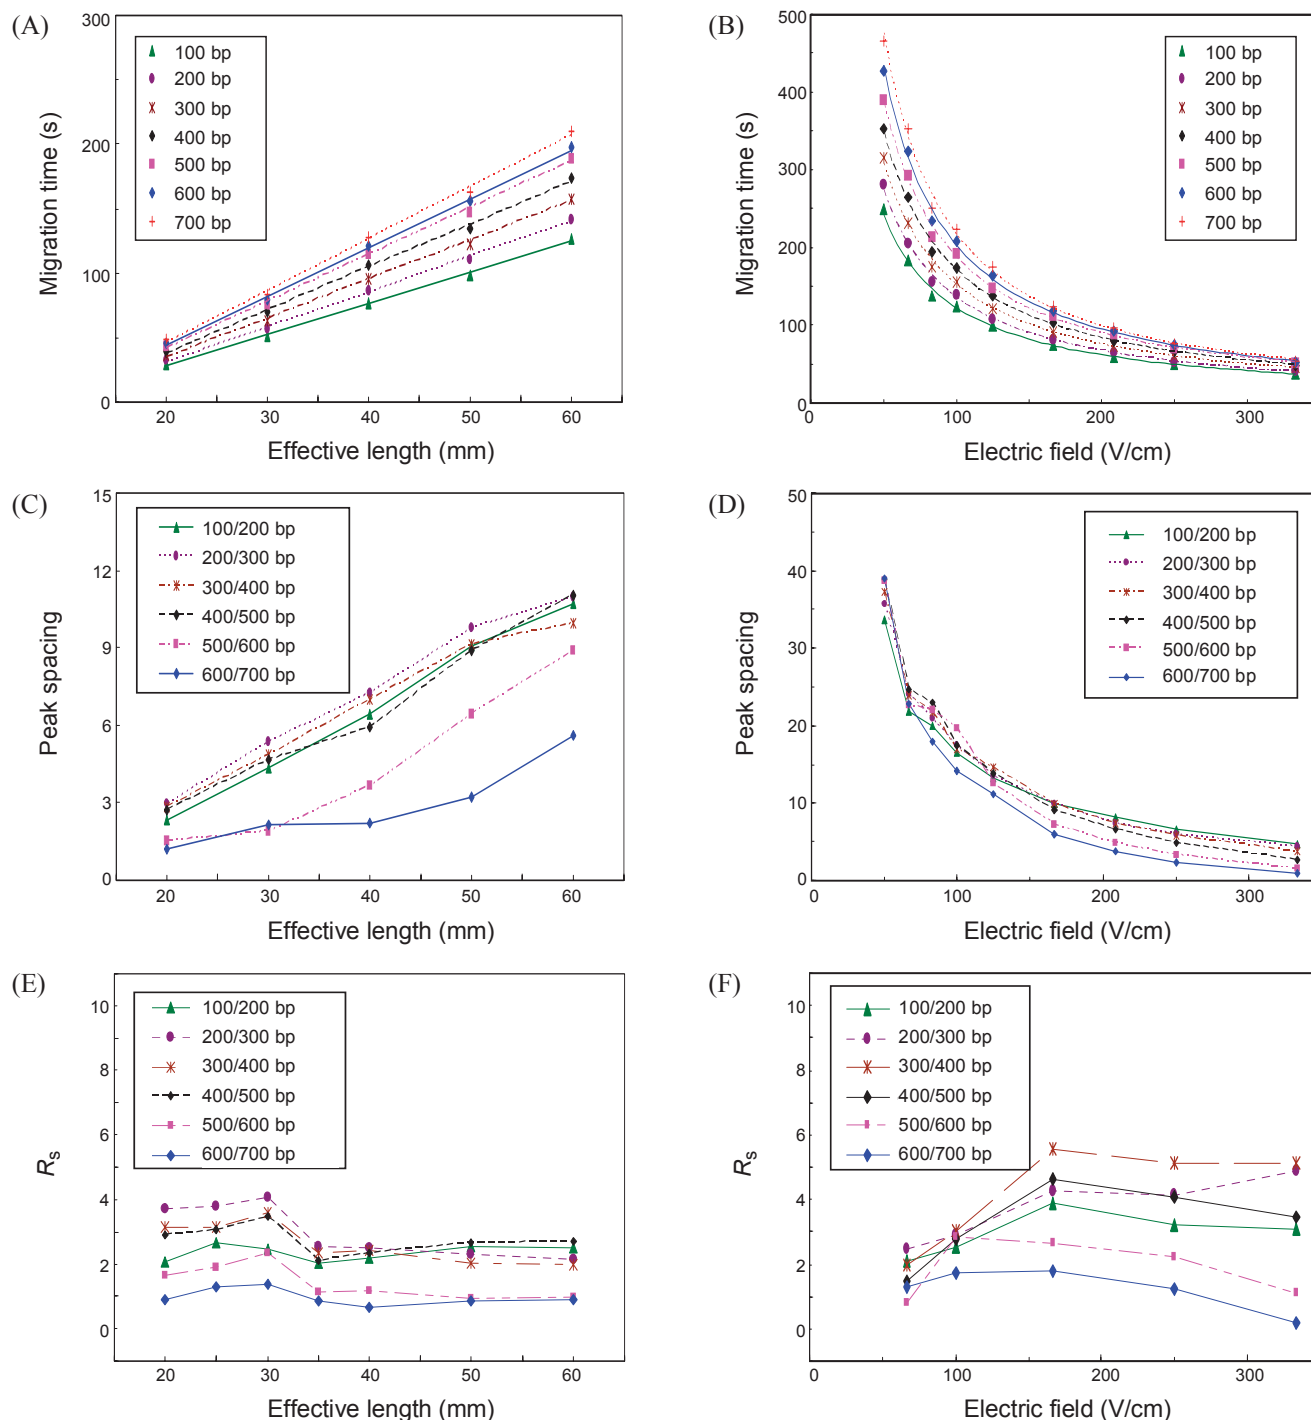 (A)
300
200
100
0
Migration time (s)
100 bp
200 bp
300 bp
400 bp
500 bp
600 bp
700 bp
20 30 40 50 60
Effective length (mm)
(B)
500
400
300
200
100
0
Migration time (s)
100 bp
200 bp
300 bp
400 bp
500 bp
600 bp
700 bp
0 100 200 300
Electric field (V/cm)
(C)
15
12
9
6
3
0
Peak spacing
100/200 bp
200/300 bp
300/400 bp
400/500 bp
500/600 bp
600/700 bp
20 30 40 50 60
Effective length (mm)
(D)
50
40
30
20
10
0
Peak spacing
100/200 bp
200/300 bp
300/400 bp
400/500 bp
500/600 bp
600/700 bp
0 100 200 300
Electric field (V/cm)
(E)
10
8
6
4
2
0
Rs
100/200 bp
200/300 bp
300/400 bp
400/500 bp
500/600 bp
600/700 bp
20 30 40 50 60
Effective length (mm)
(F)
10
8
6
4
2
0
Rs
100/200 bp
200/300 bp
300/400 bp
400/500 bp
500/600 bp
600/700 bp
0 100 200 300
Electric field (V/cm)